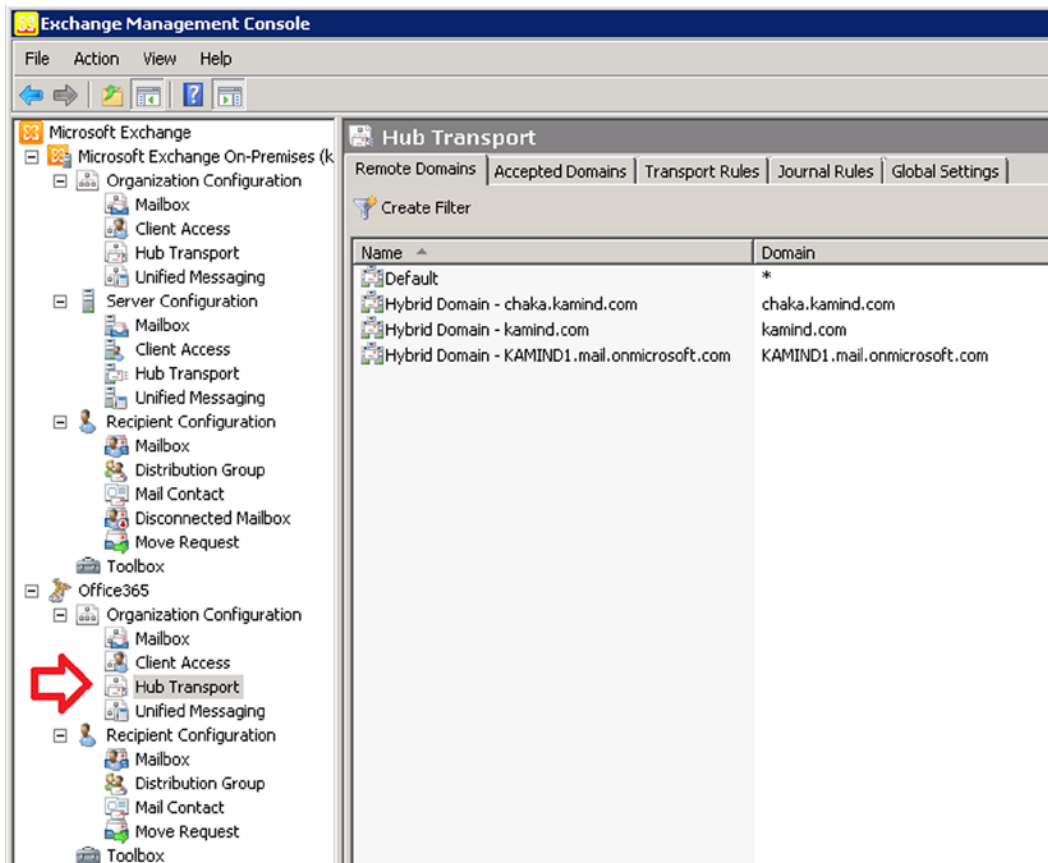 Exchange Management Console
File Action View Help
Microsoft Exchange
Microsoft Exchange On-Premises (k
Organization Configuration
Mailbox
Client Access
Hub Transport
Unified Messaging
Server Configuration
Mailbox
Client Access
Hub Transport
Unified Messaging
Recipient Configuration
Mailbox
Distribution Group
Mail Contact
Disconnected Mailbox
Move Request
Toolbox
Office365
Organization Configuration
Mailbox
Client Access
Hub Transport
Unified Messaging
Recipient Configuration
Mailbox
Distribution Group
Mail Contact
Move Request
Toolbox
Hub Transport
Remote Domains Accepted Domains Transport Rules Journal Rules Global Settings
Create Filter
Name Domain
Default *
Hybrid Domain - chaka.kamind.com chaka.kamind.com
Hybrid Domain - kamind.com kamind.com
Hybrid Domain - KAMIND1.mail.onmicrosoft.com KAMIND1.mail.onmicrosoft.com